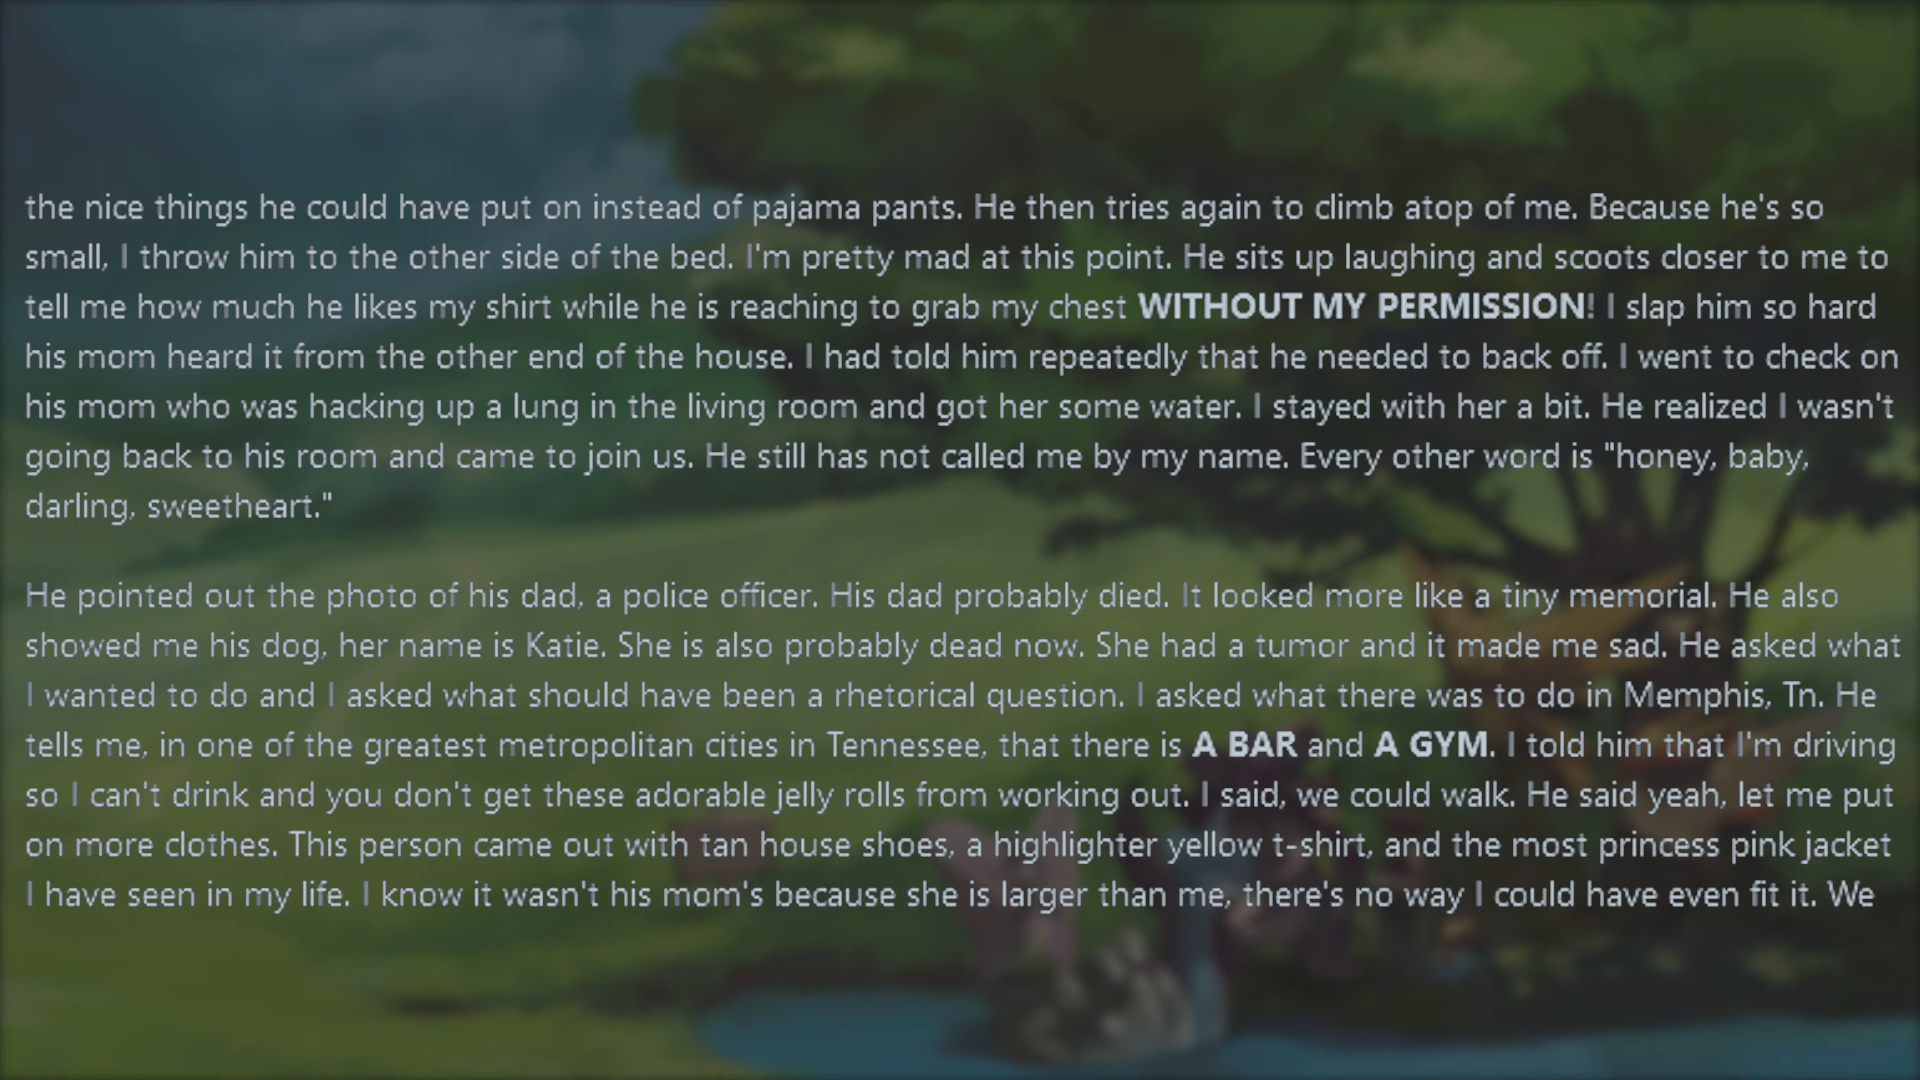 the nice things he could have put on instead of pajama pants. He then tries again to climb atop of me. Because he's so
small, I throw him to the other side of the bed. I'm pretty mad at this point. He sits up laughing and scoots closer to me to
tell me how much he likes my shirt while he is reaching to grab my chest WITHOUT MY PERMISSION! I slap him so hard
his mom heard it from the other end of the house. I had told him repeatedly that he needed to back off. I went to check on
his mom who was hacking up a lung in the living room and got her some water. I stayed with her a bit. He realized I wasn't
going back to his room and came to join us. He still has not called me by my name. Every other word is "honey, baby,
darling, sweetheart."
He pointed out the photo of his dad, a police officer. His dad probably died. It looked more like a tiny memorial. He also
showed me his dog, her name is Katie. She is also probably dead now. She had a tumor and it made me sad. He asked what
I wanted to do and I asked what should have been a rhetorical question. I asked what there was to do in Memphis, Tn. He
tells me, in one of the greatest metropolitan cities in Tennessee, that there is A BAR and A GYM. I told him that I'm driving
so I can't drink and you don't get these adorable jelly rolls from working out. I said, we could walk. He said yeah, let me put
on more clothes. This person came out with tan house shoes, a highlighter yellow t-shirt, and the most princess pink jacket
I have seen in my life. I know it wasn't his mom's because she is larger than me, there's no way I could have even fit it. We